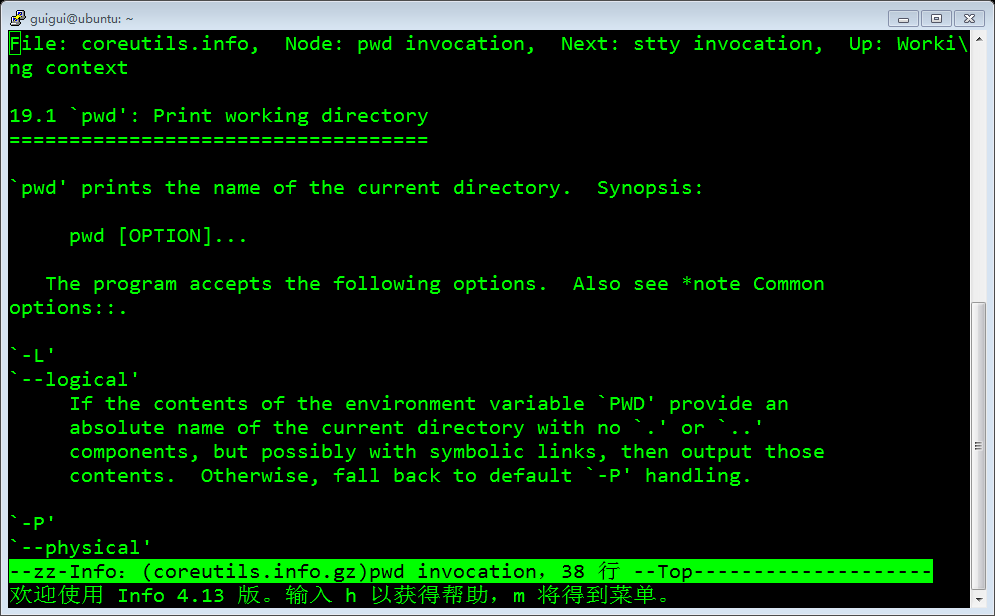 guigui@ubuntu: ~
File: coreutils.info,  Node: pwd invocation,  Next: stty invocation,  Up: Worki\
ng context
19.1 `pwd': Print working directory
===================================
`pwd' prints the name of the current directory.  Synopsis:
     pwd [OPTION]...
   The program accepts the following options.  Also see *note Common
options::.
`-L'
`--logical'
     If the contents of the environment variable `PWD' provide an
     absolute name of the current directory with no `.' or `..'
     components, but possibly with symbolic links, then output those
     contents.  Otherwise, fall back to default `-P' handling.
`-P'
`--physical'
--zz-Info: (coreutils.info.gz)pwd invocation, 38 行 --Top--------------------
欢迎使用 Info 4.13 版。输入 h 以获得帮助，m 将得到菜单。